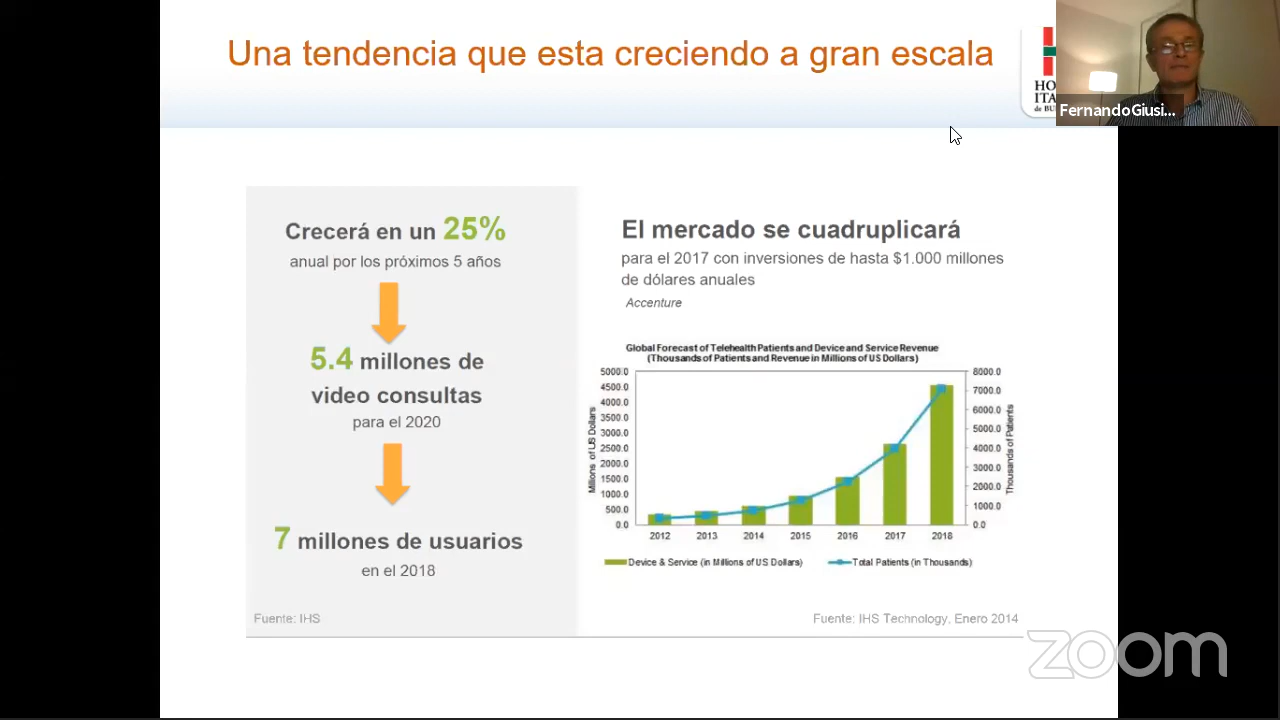 Una tendencia que esta creciendo a gran escala
HO
ITA
de BU
FernandoGiusi...
Crecerá en un 25%
anual por los próximos 5 años
5.4 millones de
video consultas
para el 2020
7 millones de usuarios
en el 2018
Fuente: IHS
El mercado se cuadruplicará
para el 2017 con inversiones de hasta $1.000 millones
de dólares anuales
Accenture
Global Forecast of Telehealth Patients and Device and Service Revenue
(Thousands of Patients and Revenue in Millions of US Dollars)
Millions of US Dollars
5000.0
4500.0
4000.0
3500.0
3000.0
2500.0
2000.0
1500.0
1000.0
500.0
0.0
8000.0
7000.0
6000.0
5000.0
4000.0
3000.0
2000.0
1000.0
0.0
Thousands of Patients
2012 2013 2014 2015 2016 2017 2018
Device & Service (in Millions of US Dollars) Total Patients (in Thousands)
Fuente: IHS Technology, Enero 2014
zoom